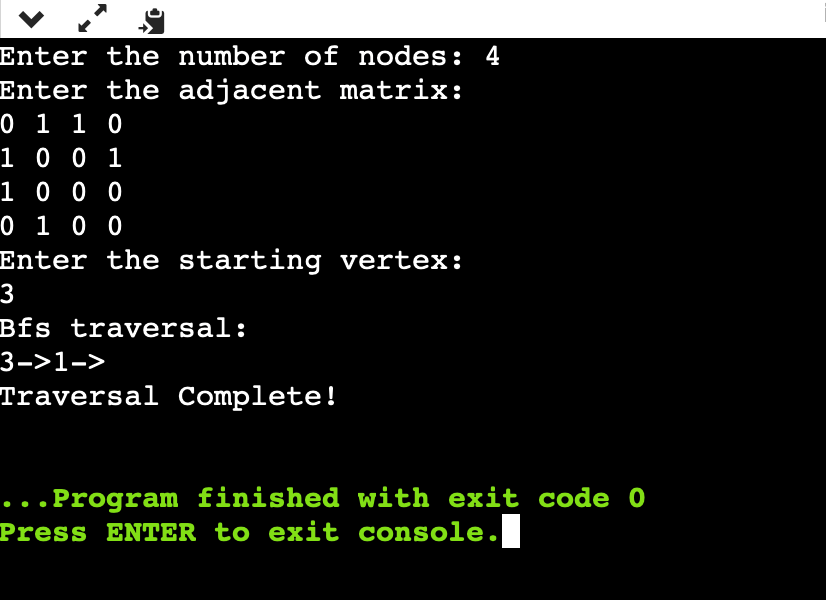 Enter the number of nodes: 4
Enter the adjacent matrix:
0 1 1 0
1 0 0 1
1 0 0 0
0 1 0 0
Enter the starting vertex:
3
Bfs traversal:
3->1->
Traversal Complete!
...Program finished with exit code 0
Press ENTER to exit console.